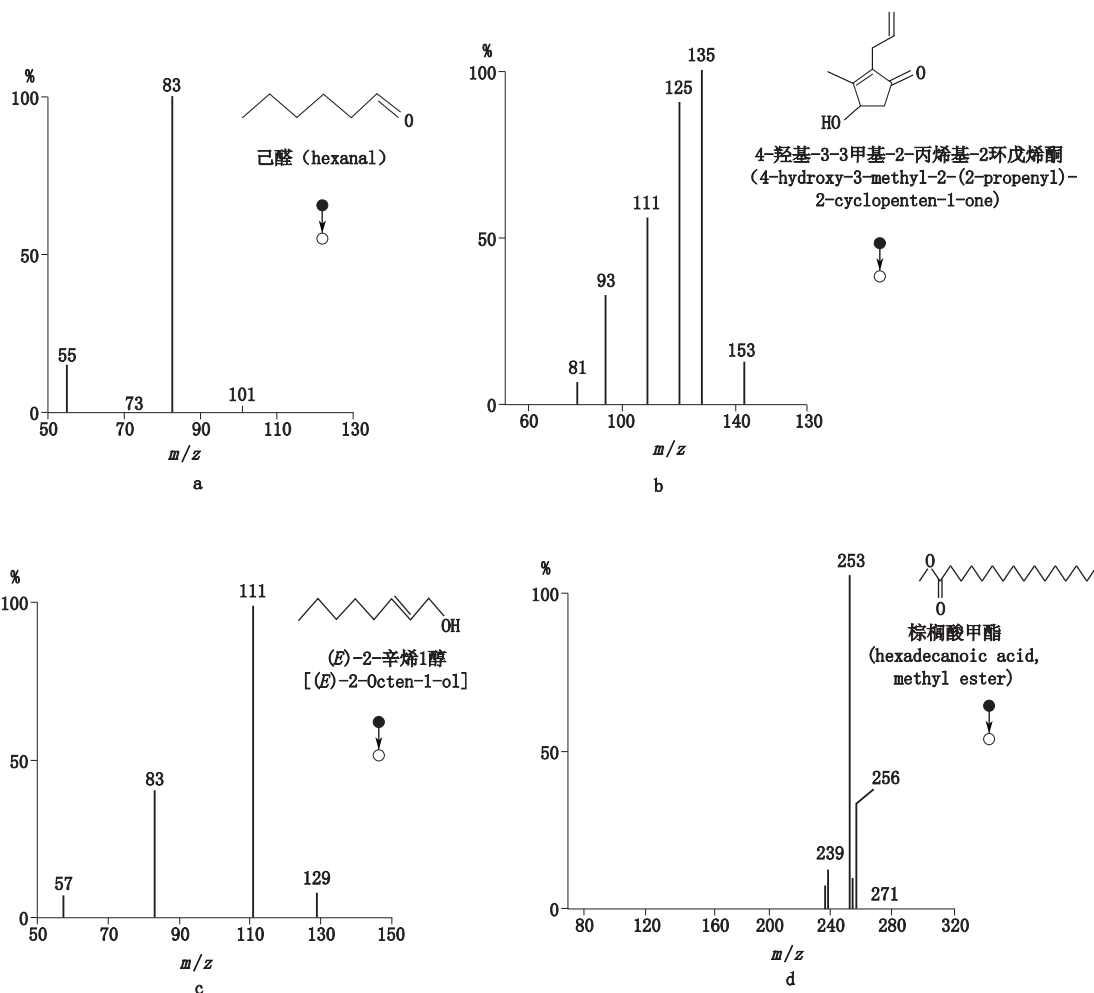 %
100
83
50
55
73
101
0
50
70
90
110
130
m/z
O
己醛（hexanal）
a
%
100
135
125
111
50
93
81
153
0
60
100
140
130
m/z
O
HO
4-羟基-3-3甲基-2-丙烯基-2环戊烯酮
(4-hydroxy-3-methyl-2-(2-propenyl)-
2-cyclopenten-1-one)
b
%
100
111
83
50
57
129
0
50
70
90
110
130
150
m/z
OH
(E)-2-辛烯1醇
[(E)-2-Octen-1-ol]
c
%
100
253
256
50
239
271
0
80
120
160
200
240
280
320
m/z
O
O
棕榈酸甲酯
(hexadecanoic acid,
methyl ester)
d